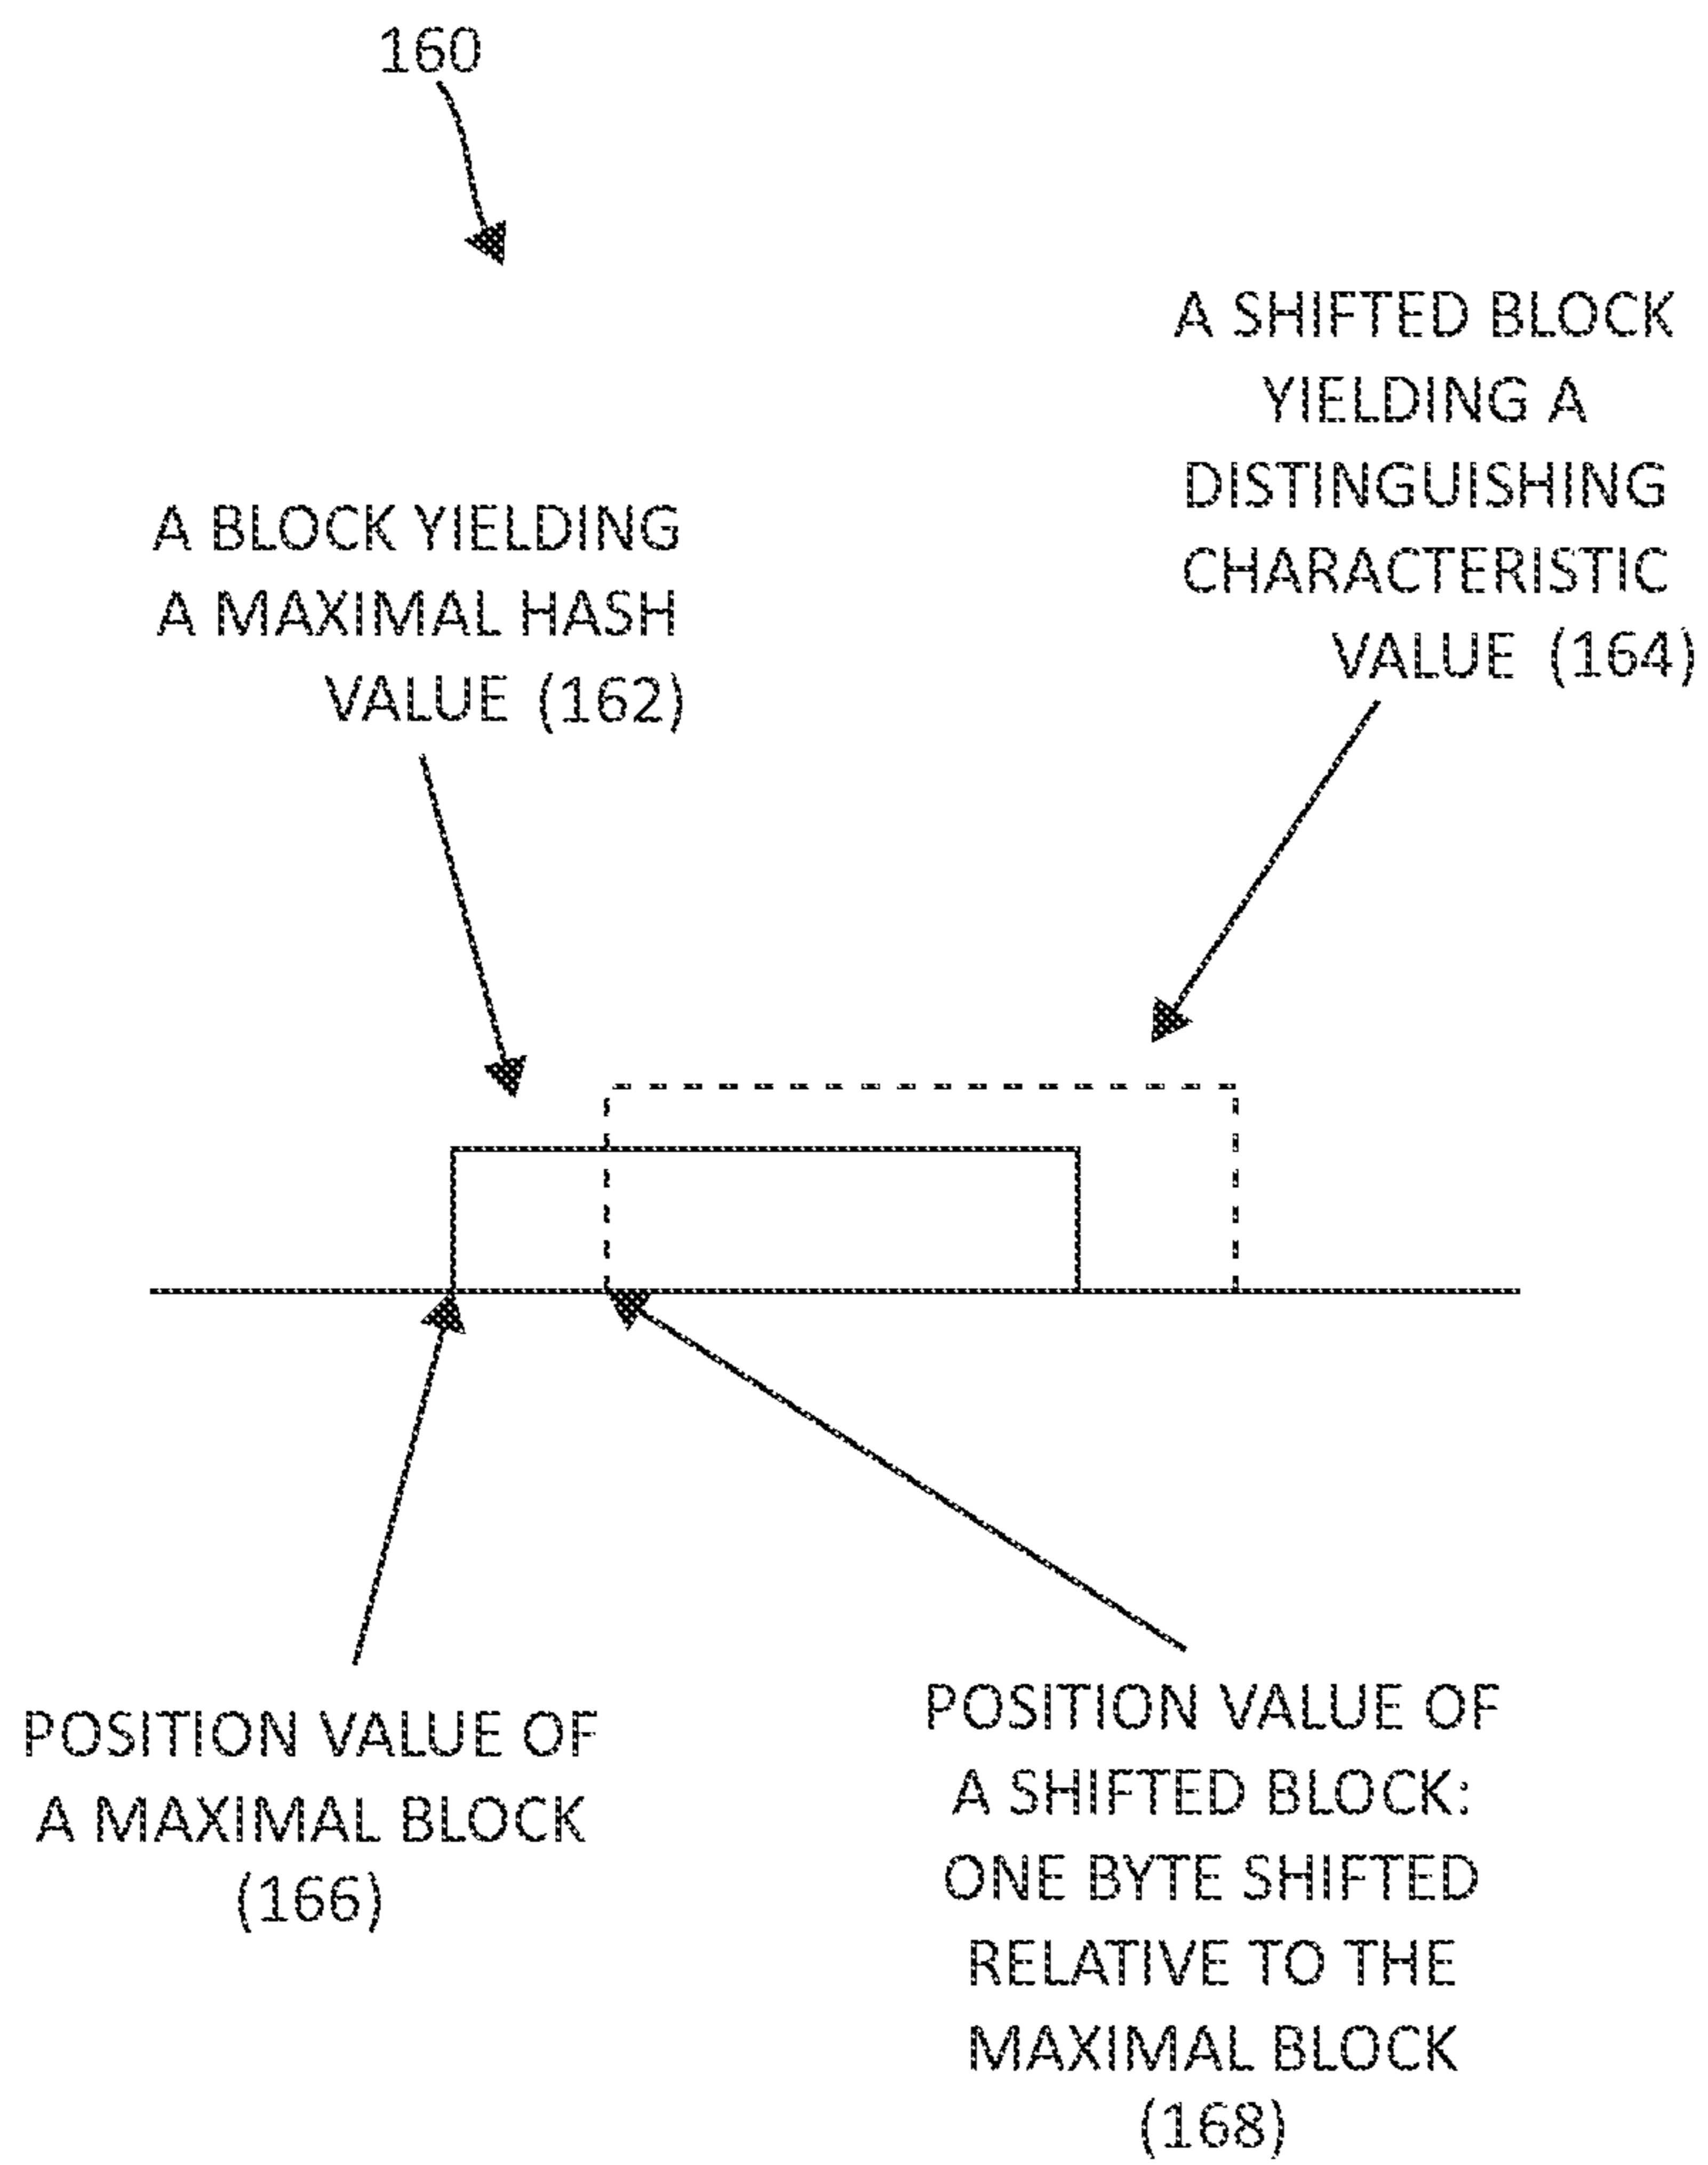 160
A SHIFTED BLOCK
YIELDING A
DISTINGUISHING
CHARACTERISTIC
VALUE (164)
A BLOCK YIELDING
A MAXIMAL HASH
VALUE (162)
POSITION VALUE OF
A MAXIMAL BLOCK
(166)
POSITION VALUE OF
A SHIFTED BLOCK:
ONE BYTE SHIFTED
RELATIVE TO THE
MAXIMAL BLOCK
(168)